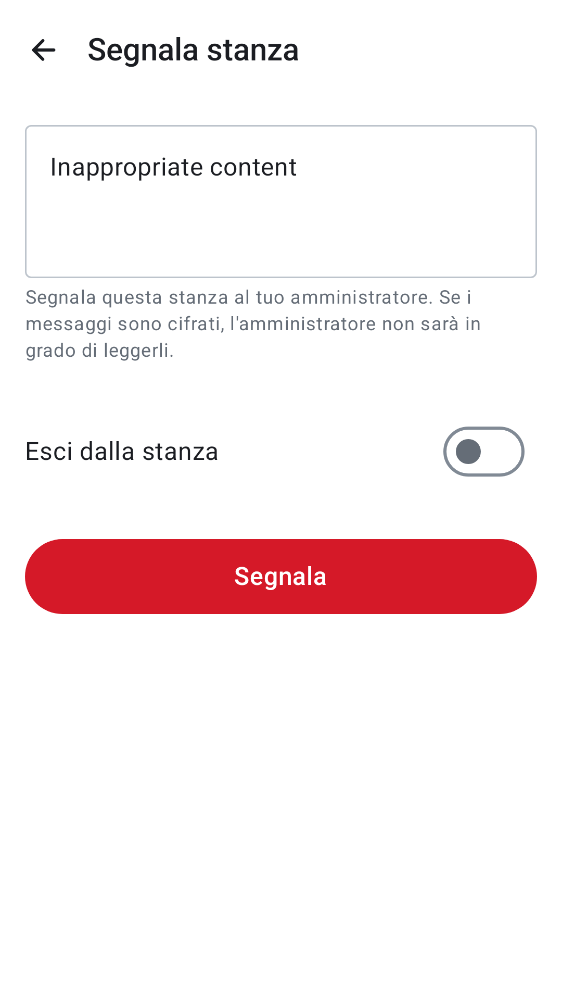 Segnala stanza
Inappropriate content
Segnala questa stanza al tuo amministratore. Se i
messaggi sono cifrati, l'amministratore non sarà in
grado di leggerli.
Esci dalla stanza
Segnala